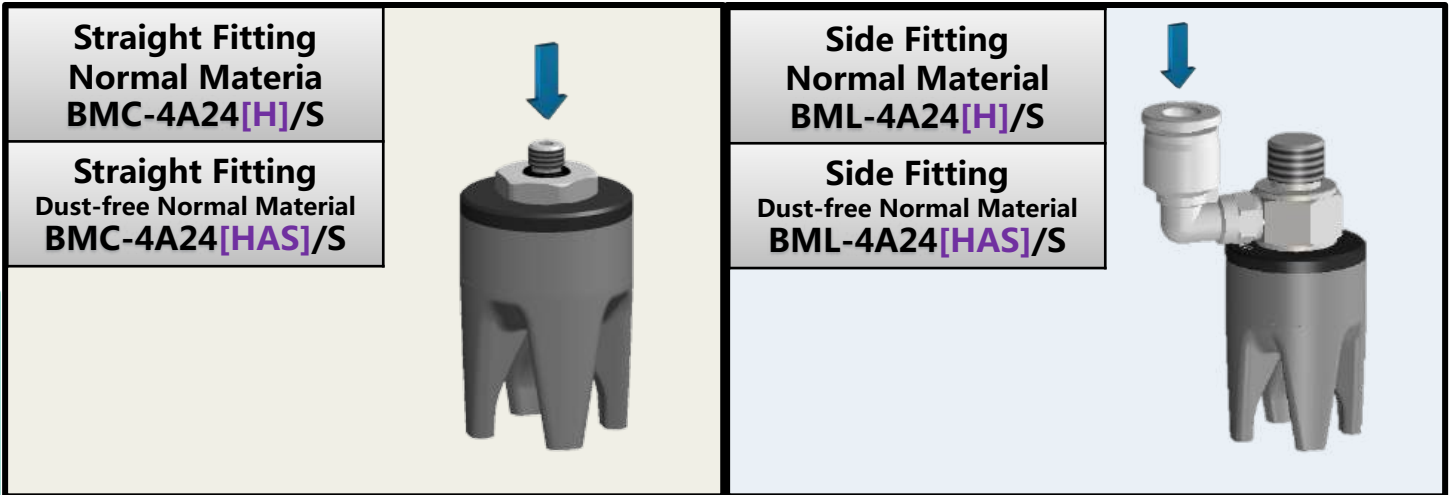 Straight Fitting
Normal Materia
BMC-4A24[H]/S
Straight Fitting
Dust-free Normal Material
BMC-4A24[HAS]/S
Side Fitting
Normal Material
BML-4A24[H]/S
Side Fitting
Dust-free Normal Material
BML-4A24[HAS]/S